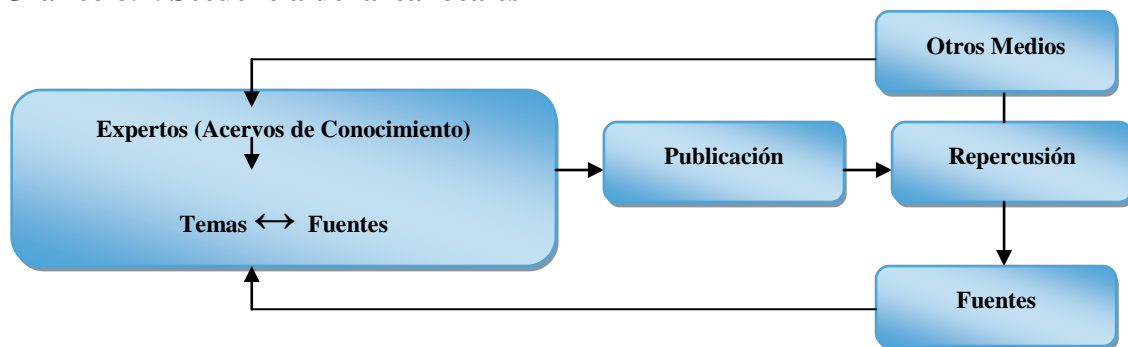 Otros Medios
Expertos (Acervos de Conocimiento)
Publicación
Repercusión
Temas ↔ Fuentes
Fuentes